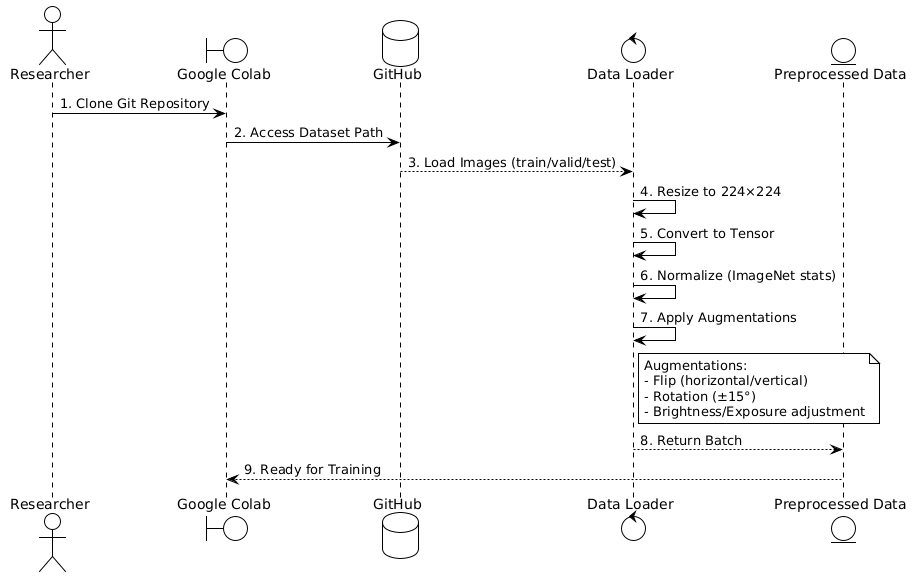 Researcher
Google Colab
GitHub
Data Loader
Preprocessed Data
1. Clone Git Repository
2. Access Dataset Path
3. Load Images (train/valid/test)
4. Resize to 224×224
5. Convert to Tensor
6. Normalize (ImageNet stats)
7. Apply Augmentations
Augmentations:
- Flip (horizontal/vertical)
- Rotation (±15°)
- Brightness/Exposure adjustment
8. Return Batch
9. Ready for Training
Researcher
Google Colab
GitHub
Data Loader
Preprocessed Data